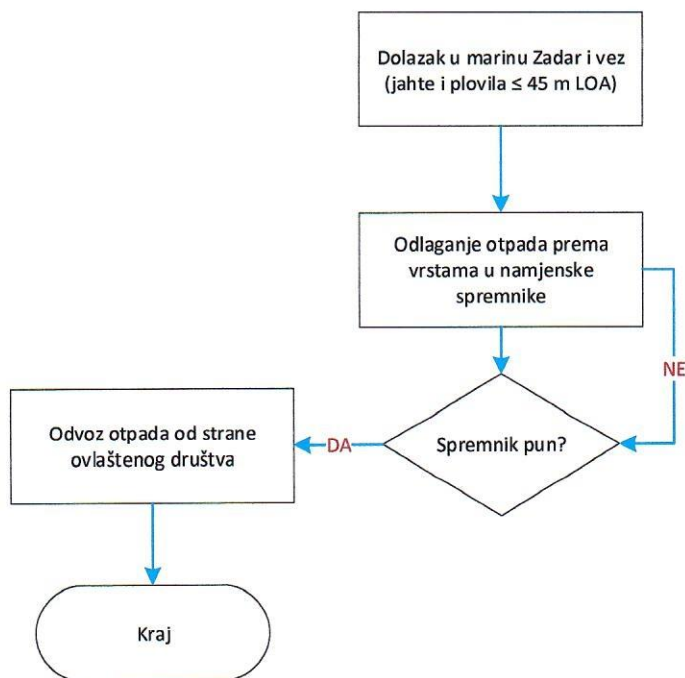 Dolazak u marinu Zadar i vez
(jahte i plovila ≤ 45 m LOA)
Odlaganje otpada prema
vrstama u namjenske
spremnike
NE
Spremnik pun?
DA
Odvoz otpada od strane
ovlaštenog društva
Kraj